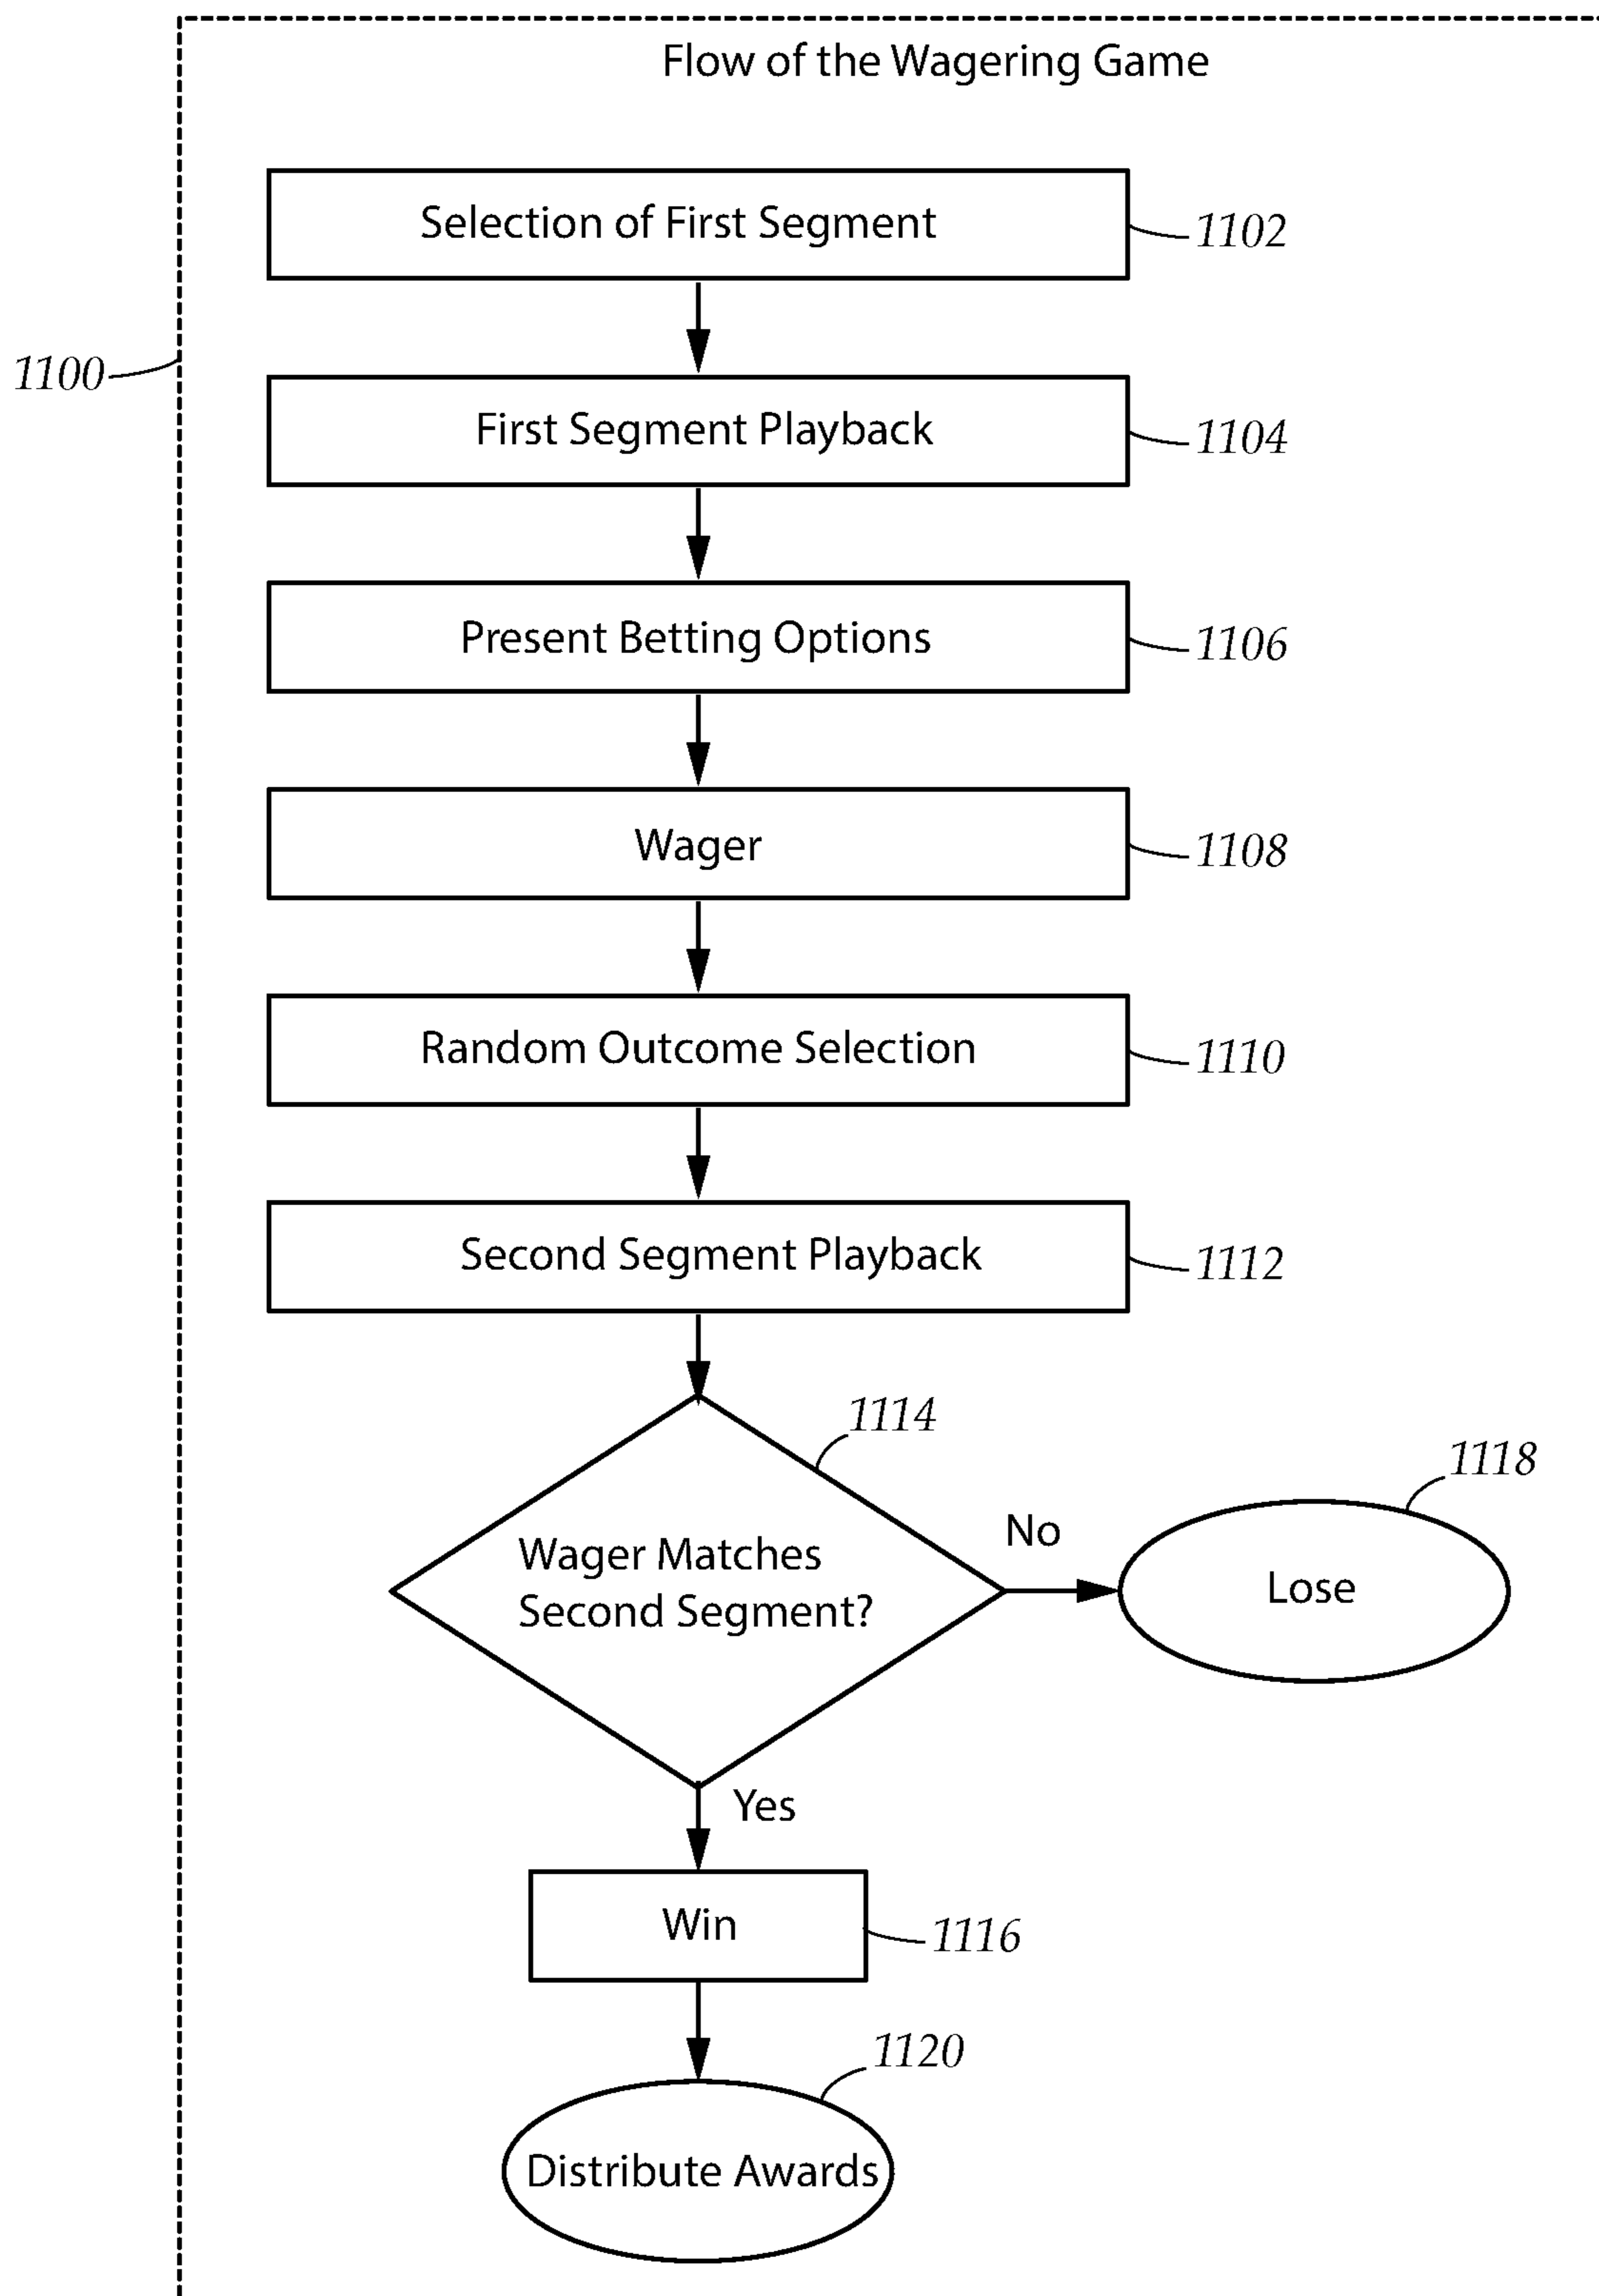 Flow of the Wagering Game
Selection of First Segment
1102
1100
First Segment Playback
1104
Present Betting Options
1106
Wager
1108
Random Outcome Selection
1110
Second Segment Playback
1112
1114
Wager Matches
Second Segment?
No
1118
Lose
Yes
Win
1116
1120
Distribute Awards